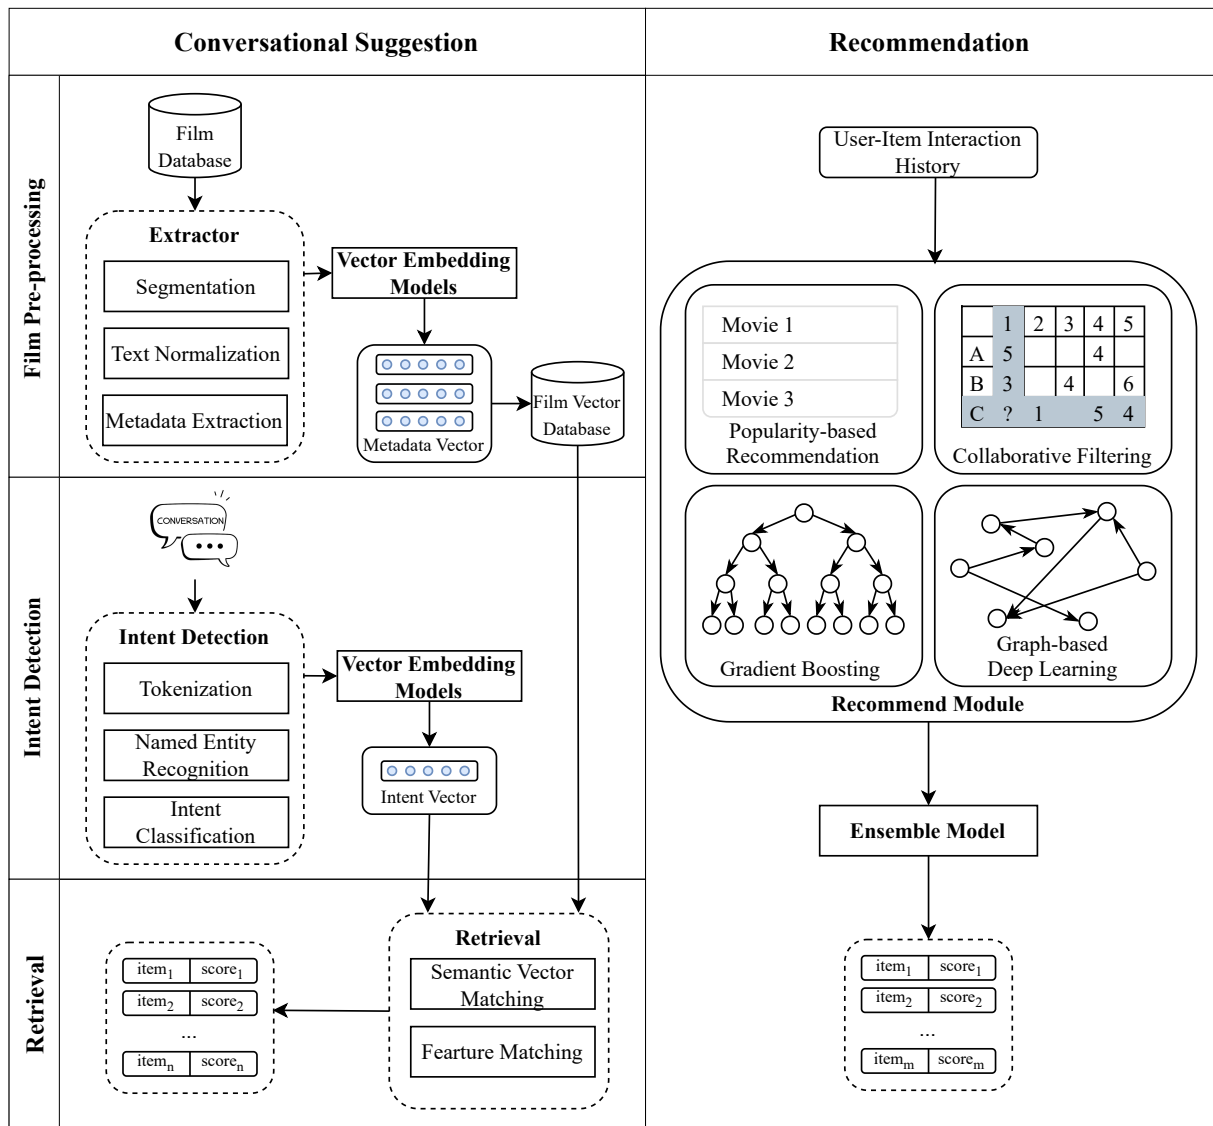 Conversational Suggestion
Recommendation
Film Pre-processing
Film
Database
Extractor
Segmentation
Text Normalization
Metadata Extraction
Vector Embedding
Models
Metadata Vector
Film Vector
Database
Intent Detection
CONVERSATION
Intent Detection
Tokenization
Named Entity
Recognition
Intent
Classification
Vector Embedding
Models
Intent Vector
Retrieval
Retrieval
Semantic Vector
Matching
Fearture Matching
item1 score1
item2 score2
...
itemn scoren
User-Item Interaction
History
Movie 1
Movie 2
Movie 3
Popularity-based
Recommendation
1 2 3 4 5
A 5 4
B 3 4 6
C ? 1 5 4
Collaborative Filtering
Gradient Boosting
Graph-based
Deep Learning
Recommend Module
Ensemble Model
item1 score1
item2 score2
...
itemm scorem